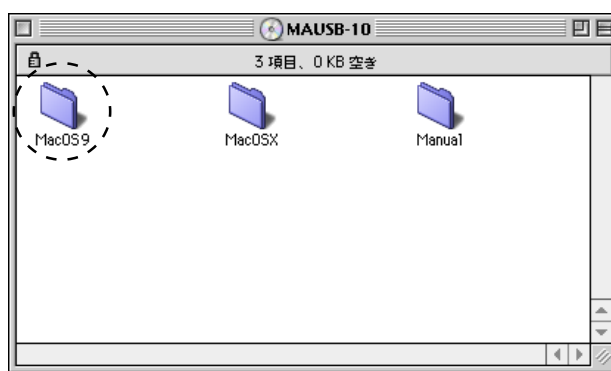 MAUSB-10
3 項目、0 KB 空き
MacOS9
MacOSX
Manual